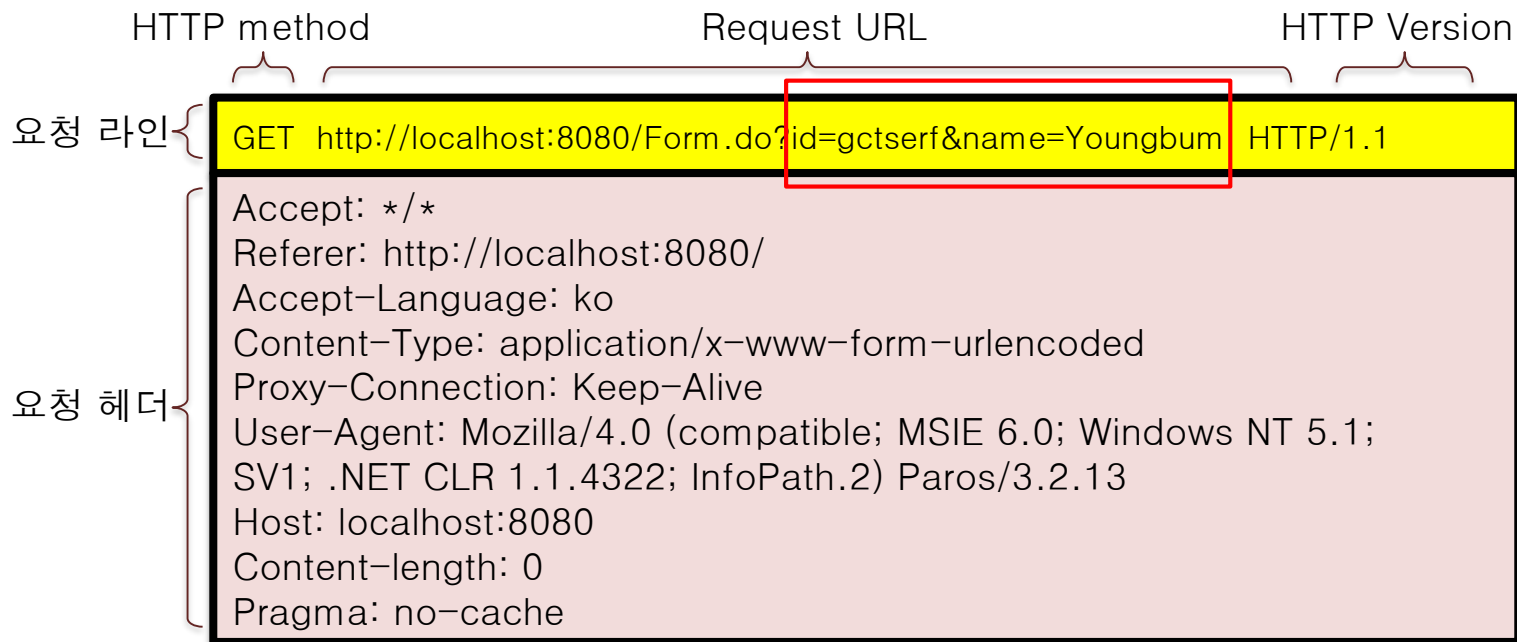 HTTP method Request URL HTTP Version
요청 라인 GET http://localhost:8080/Form.do?id=gctserf&name=Youngbum HTTP/1.1
Accept: */*
Referer: http://localhost:8080/
Accept-Language: ko
Content-Type: application/x-www-form-urlencoded
Proxy-Connection: Keep-Alive
요청 헤더
User-Agent: Mozilla/4.0 (compatible; MSIE 6.0; Windows NT 5.1;
SV1; .NET CLR 1.1.4322; InfoPath.2) Paros/3.2.13
Host: localhost:8080
Content-length: 0
Pragma: no-cache